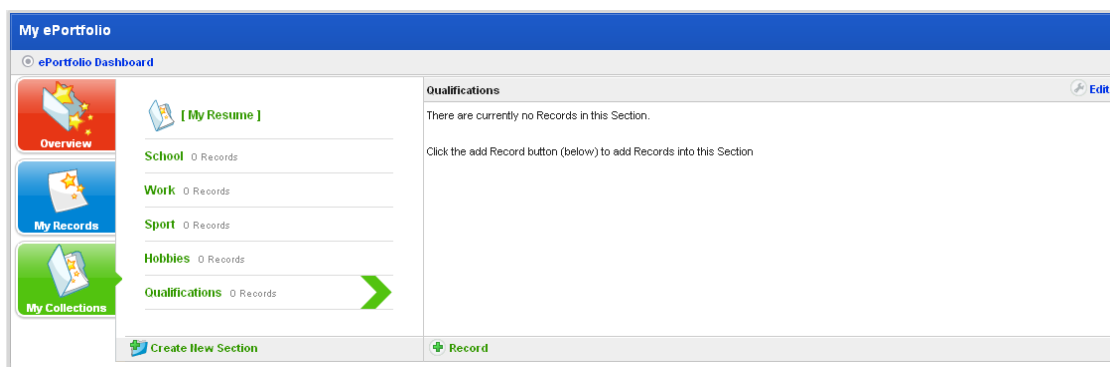 My ePortfolio
ePortfolio Dashboard
Overview
My Records
My Collections
[ My Resume ]
School 0 Records
Work 0 Records
Sport 0 Records
Hobbies 0 Records
Qualifications 0 Records
Create New Section
Qualifications
Edit
There are currently no Records in this Section.
Click the add Record button (below) to add Records into this Section
Record